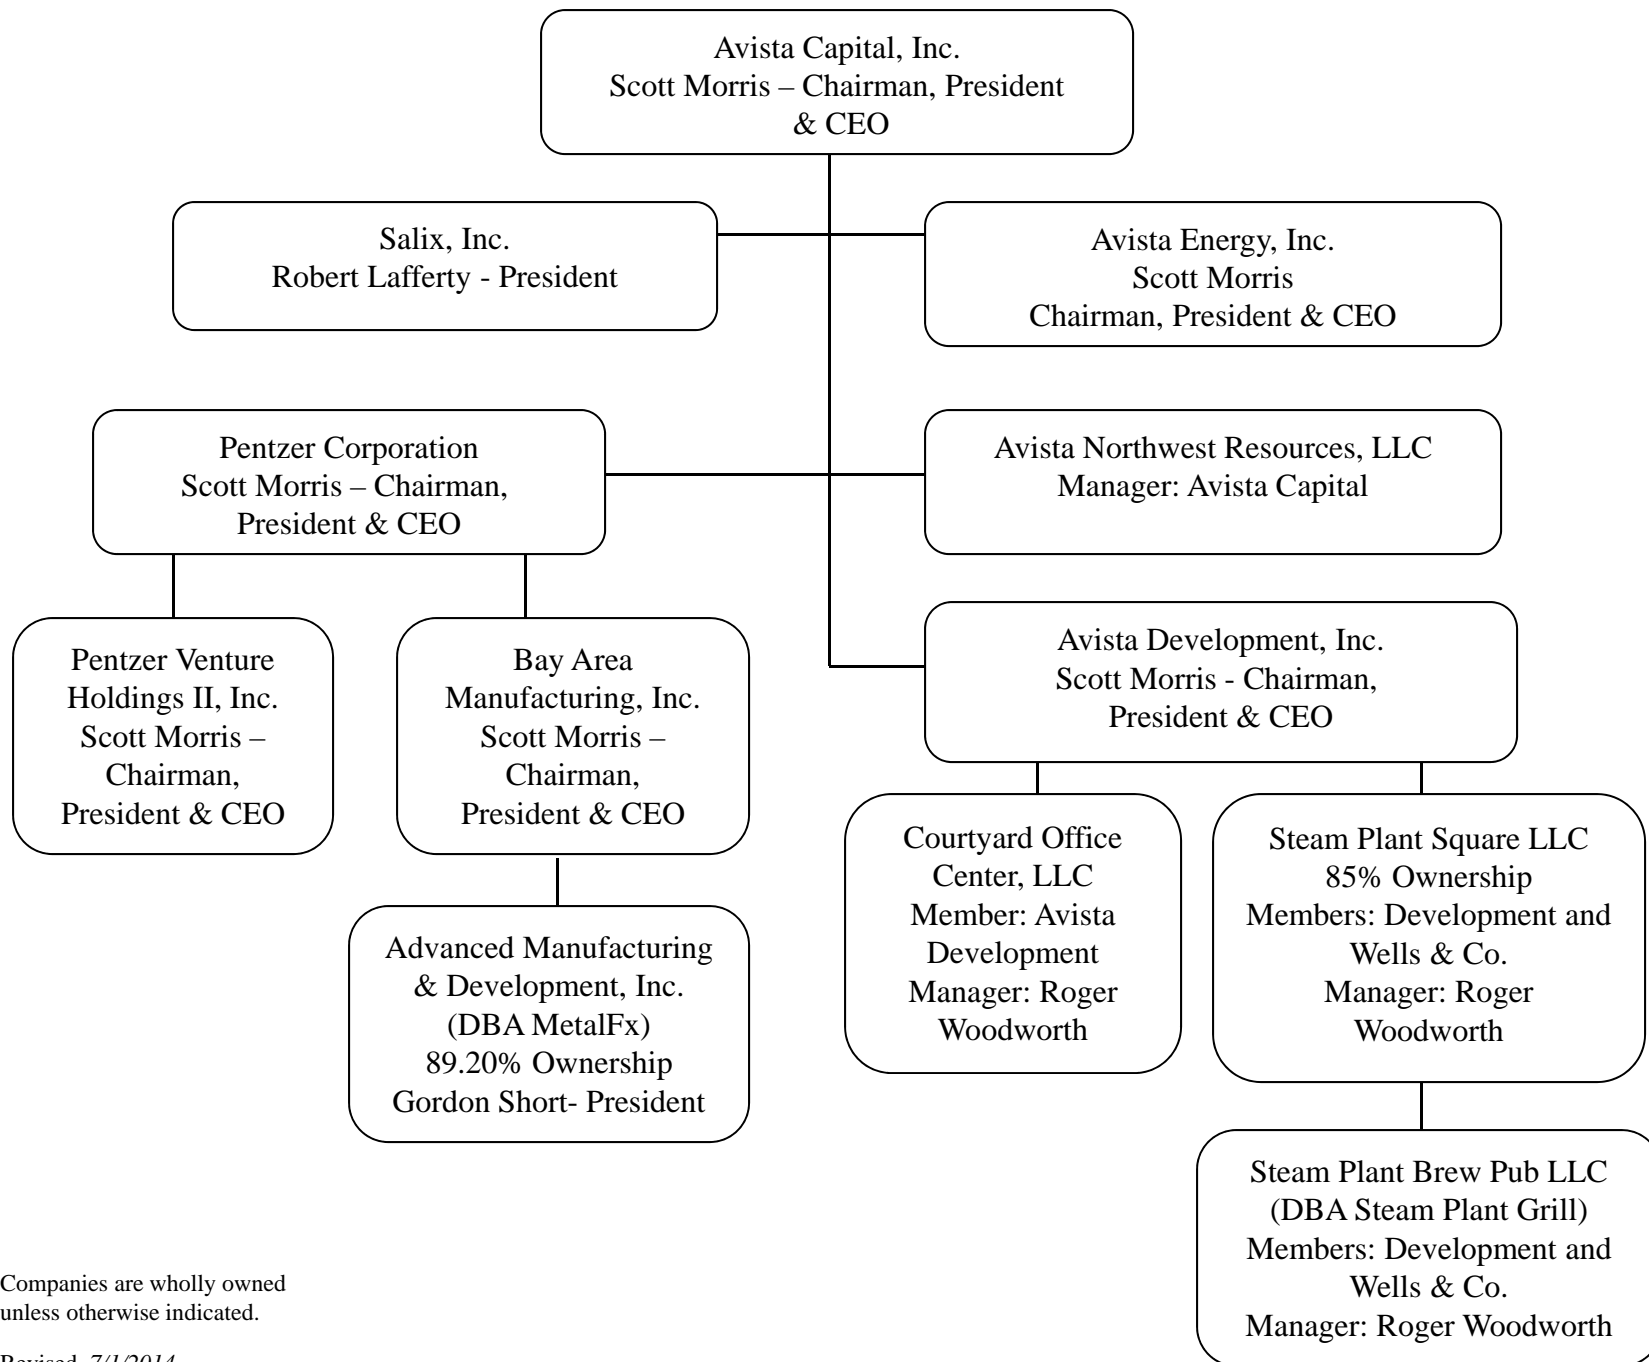 Avista Capital, Inc.
Scott Morris – Chairman, President
& CEO
Salix, Inc.
Robert Lafferty - President
Avista Energy, Inc.
Scott Morris
Chairman, President & CEO
Pentzer Corporation
Scott Morris – Chairman,
President & CEO
Avista Northwest Resources, LLC
Manager: Avista Capital
Pentzer Venture
Holdings II, Inc.
Scott Morris –
Chairman,
President & CEO
Bay Area
Manufacturing, Inc.
Scott Morris –
Chairman,
President & CEO
Avista Development, Inc.
Scott Morris - Chairman,
President & CEO
Advanced Manufacturing
& Development, Inc.
(DBA MetalFx)
89.20% Ownership
Gordon Short- President
Courtyard Office
Center, LLC
Member: Avista
Development
Manager: Roger
Woodworth
Steam Plant Square LLC
85% Ownership
Members: Development and
Wells & Co.
Manager: Roger
Woodworth
Steam Plant Brew Pub LLC
(DBA Steam Plant Grill)
Members: Development and
Wells & Co.
Manager: Roger Woodworth
Companies are wholly owned
unless otherwise indicated.
Revised 7/1/2014